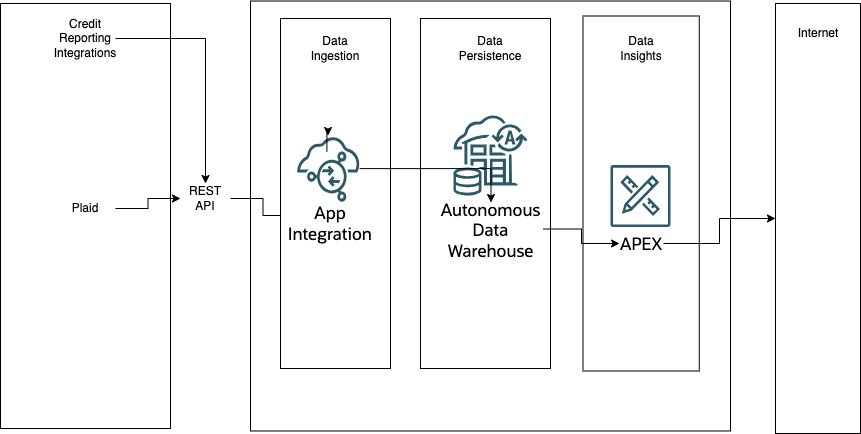 Credit
Reporting
Integrations
Plaid
REST
API
Data
Ingestion
App
Integration
Data
Persistence
A
Autonomous
Data
Warehouse
Data
Insights
APEX
Internet